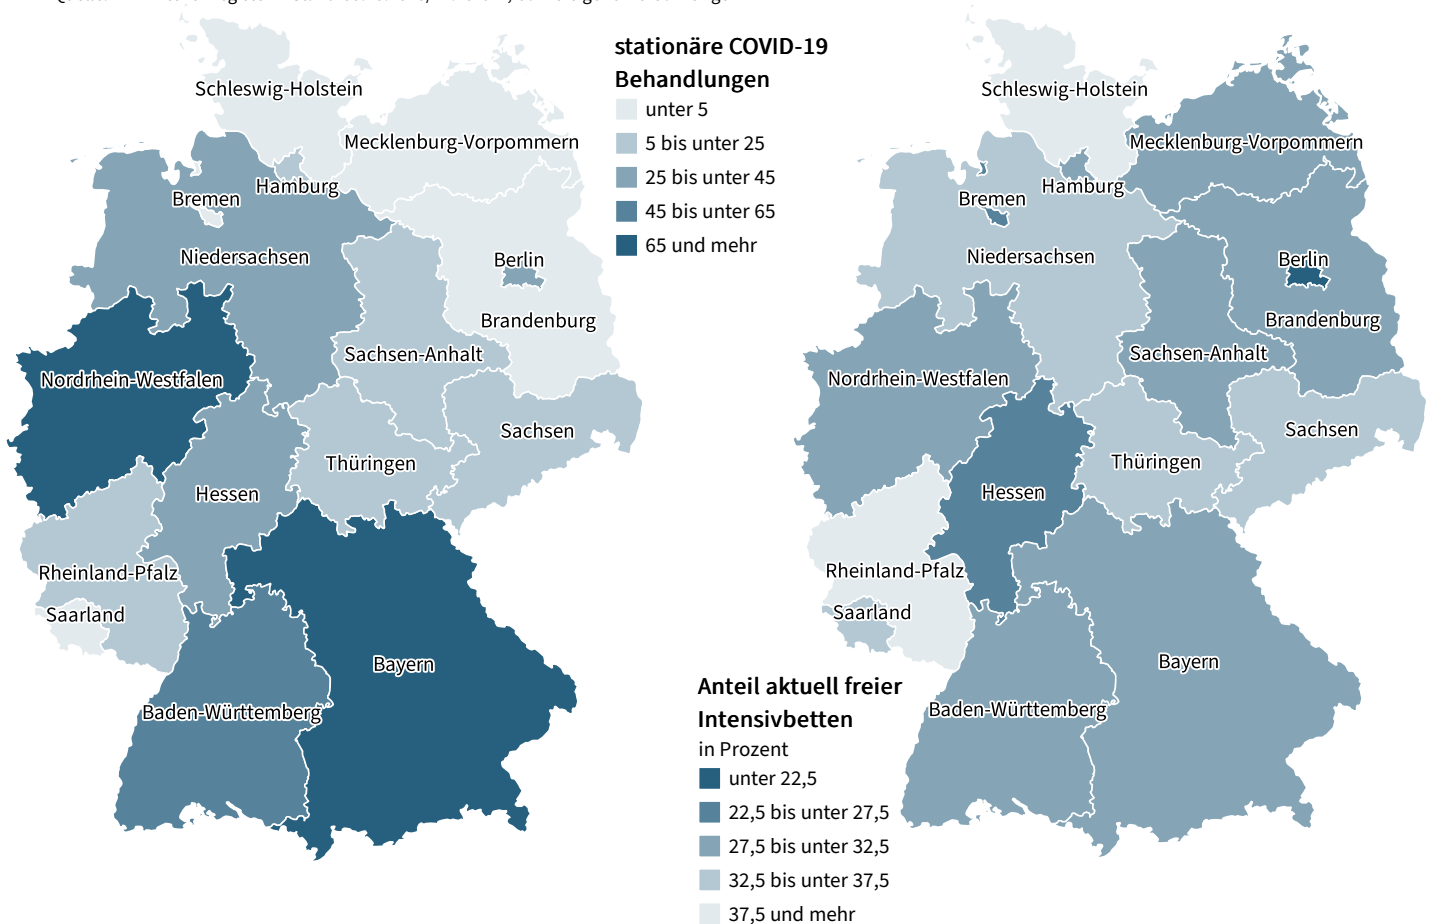 stationäre COVID-19
Behandlungen
unter 5
5 bis unter 25
25 bis unter 45
45 bis unter 65
65 und mehr
Schleswig-Holstein
Mecklenburg-Vorpommern
Hamburg
Bremen
Niedersachsen
Berlin
Brandenburg
Sachsen-Anhalt
Nordrhein-Westfalen
Sachsen
Thüringen
Hessen
Rheinland-Pfalz
Saarland
Bayern
Baden-Württemberg
Schleswig-Holstein
Mecklenburg-Vorpommern
Hamburg
Bremen
Niedersachsen
Berlin
Brandenburg
Sachsen-Anhalt
Nordrhein-Westfalen
Sachsen
Thüringen
Hessen
Rheinland-Pfalz
Saarland
Bayern
Baden-Württemberg
Anteil aktuell freier
Intensivbetten
in Prozent
unter 22,5
22,5 bis unter 27,5
27,5 bis unter 32,5
32,5 bis unter 37,5
37,5 und mehr